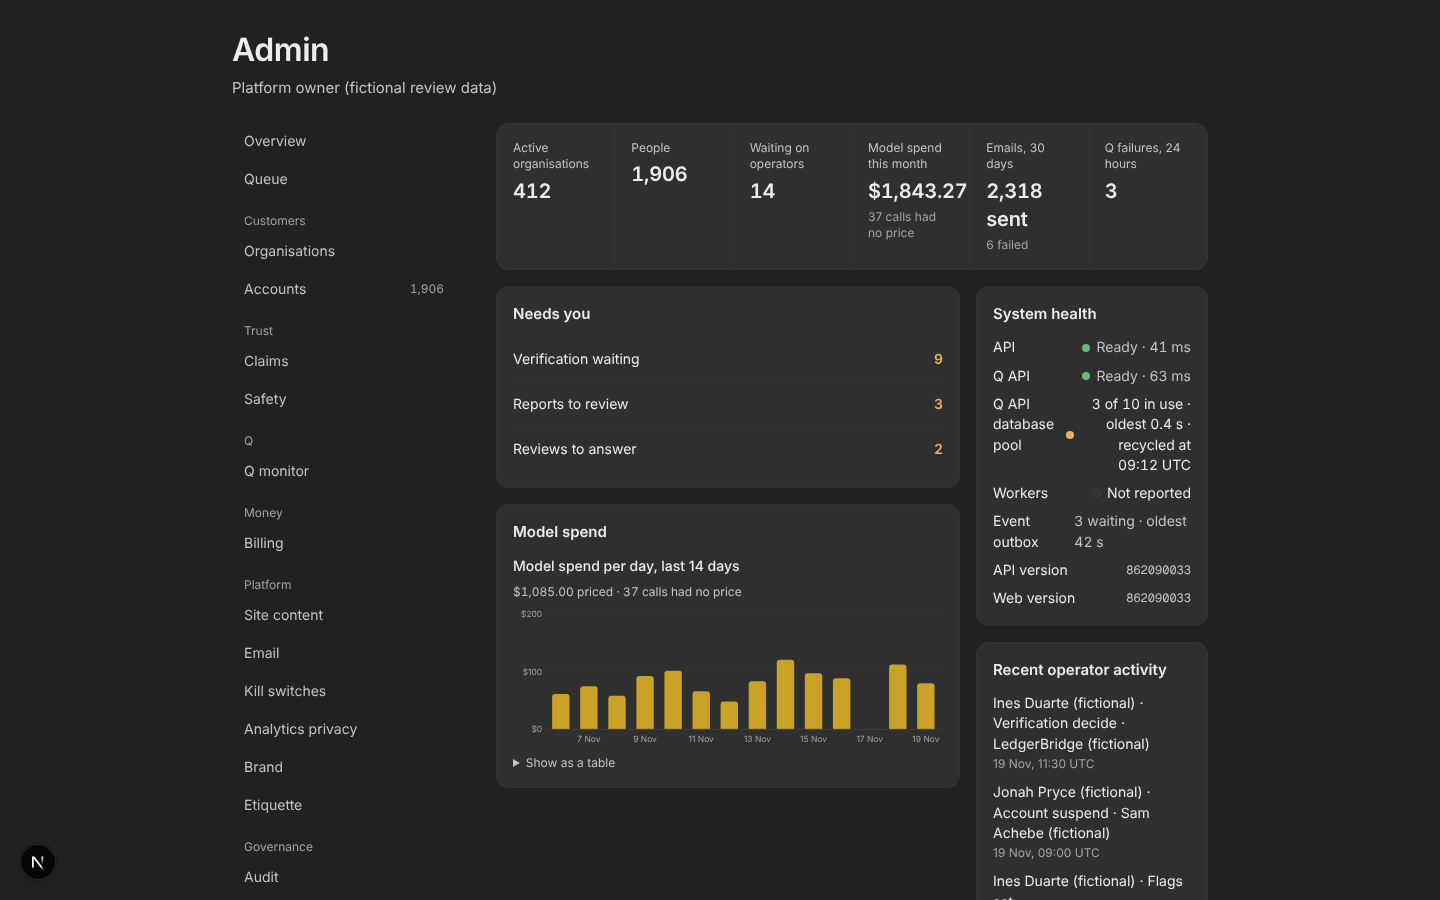 Admin
Platform owner (fictional review data)
Overview
Queue
Customers
Organisations
Accounts 1,906
Trust
Claims
Safety
Q
Q monitor
Money
Billing
Platform
Site content
Email
Kill switches
Analytics privacy
Brand
Etiquette
Governance
Audit
Active
organisations
412
People
1,906
Waiting on
operators
14
Model spend
this month
$1,843.27
37 calls had
no price
Emails, 30
days
2,318
sent
6 failed
Q failures, 24
hours
3
Needs you
Verification waiting 9
Reports to review 3
Reviews to answer 2
Model spend
Model spend per day, last 14 days
$1,085.00 priced · 37 calls had no price
$200
$100
$0
7 Nov 9 Nov 11 Nov 13 Nov 15 Nov 17 Nov 19 Nov
Show as a table
System health
API Ready · 41 ms
Q API Ready · 63 ms
Q API
database
pool
3 of 10 in use ·
oldest 0.4 s ·
recycled at
09:12 UTC
Workers Not reported
Event
outbox
3 waiting · oldest
42 s
API version 862090033
Web version 862090033
Recent operator activity
Ines Duarte (fictional) ·
Verification decide ·
LedgerBridge (fictional)
19 Nov, 11:30 UTC
Jonah Pryce (fictional) ·
Account suspend · Sam
Achebe (fictional)
19 Nov, 09:00 UTC
Ines Duarte (fictional) · Flags
N